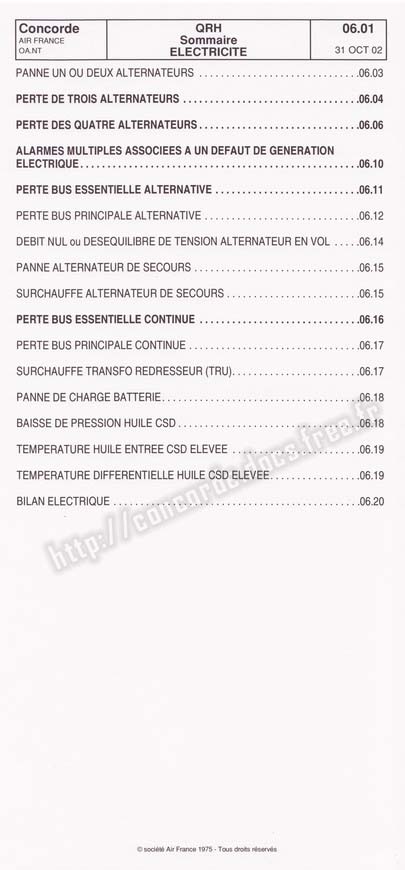 Concorde
AIR FRANCE
OA.NT
QRH
Sommaire
ELECTRICITE
06.01
31 OCT 02
PANNE UN OU DEUX ALTERNATEURS ........................06.03
PERTE DE TROIS ALTERNATEURS ........................06.04
PERTE DES QUATRE ALTERNATEURS........................06.06
ALARMES MULTIPLES ASSOCIEES A UN DEFAUT DE GENERATION
ELECTRIQUE........................06.10
PERTE BUS ESSENTIELLE ALTERNATIVE ........................06.11
PERTE BUS PRINCIPALE ALTERNATIVE ........................06.12
DEBIT NUL ou DESEQUILIBRE DE TENSION ALTERNATEUR EN VOL .....06.14
PANNE ALTERNATEUR DE SECOURS ........................06.15
SURCHAUFFE ALTERNATEUR DE SECOURS ........................06.15
PERTE BUS ESSENTIELLE CONTINUE ........................06.16
PERTE BUS PRINCIPALE CONTINUE ........................06.17
SURCHAUFFE TRANSFO REDRESSEUR (TRU)........................06.17
PANNE DE CHARGE BATTERIE........................06.18
BAISSE DE PRESSION HUILE CSD ........................06.18
TEMPERATURE HUILE ENTREE CSD ELEVEE ........................06.19
TEMPERATURE DIFFERENTIELLE HUILE CSD ELEVEE................06.19
BILAN ELECTRIQUE ........................06.20
http://concordedocs.free.fr
© société Air France 1975 - Tous droits réservés